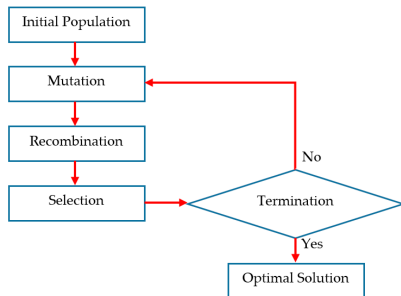 Initial Population
Mutation
Recombination
Selection
Termination
No
Yes
Optimal Solution